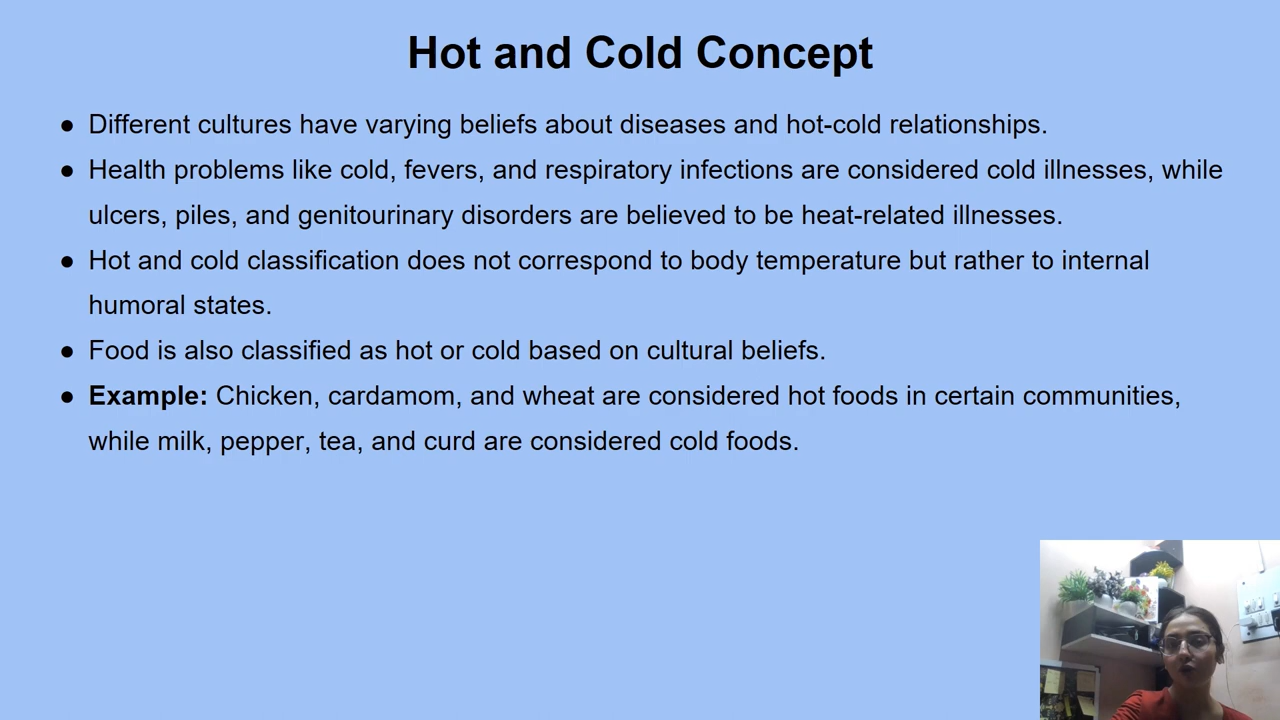 Hot and Cold Concept
● Different cultures have varying beliefs about diseases and hot-cold relationships.
● Health problems like cold, fevers, and respiratory infections are considered cold illnesses, while
ulcers, piles, and genitourinary disorders are believed to be heat-related illnesses.
● Hot and cold classification does not correspond to body temperature but rather to internal
humoral states.
● Food is also classified as hot or cold based on cultural beliefs.
● Example: Chicken, cardamom, and wheat are considered hot foods in certain communities,
while milk, pepper, tea, and curd are considered cold foods.